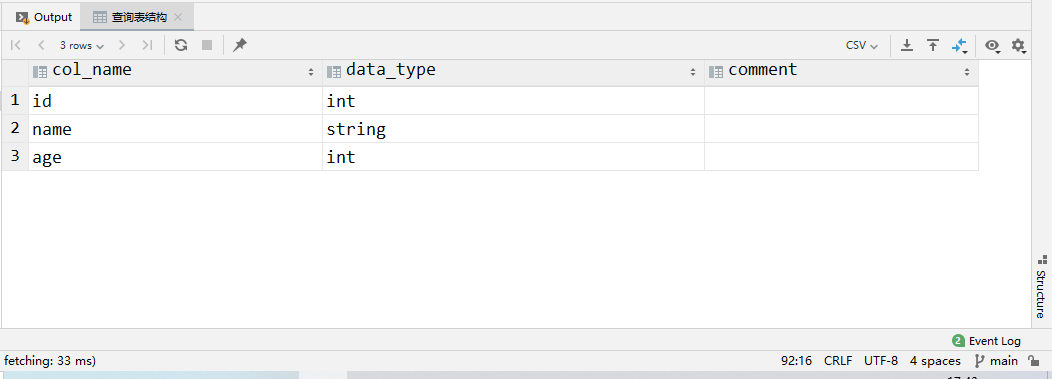 Output 查询表结构
3 rows CSV
col_name data_type comment
1 id int
2 name string
3 age int
Structure
2 Event Log
fetching: 33 ms) 92:16 CRLF UTF-8 4 spaces main